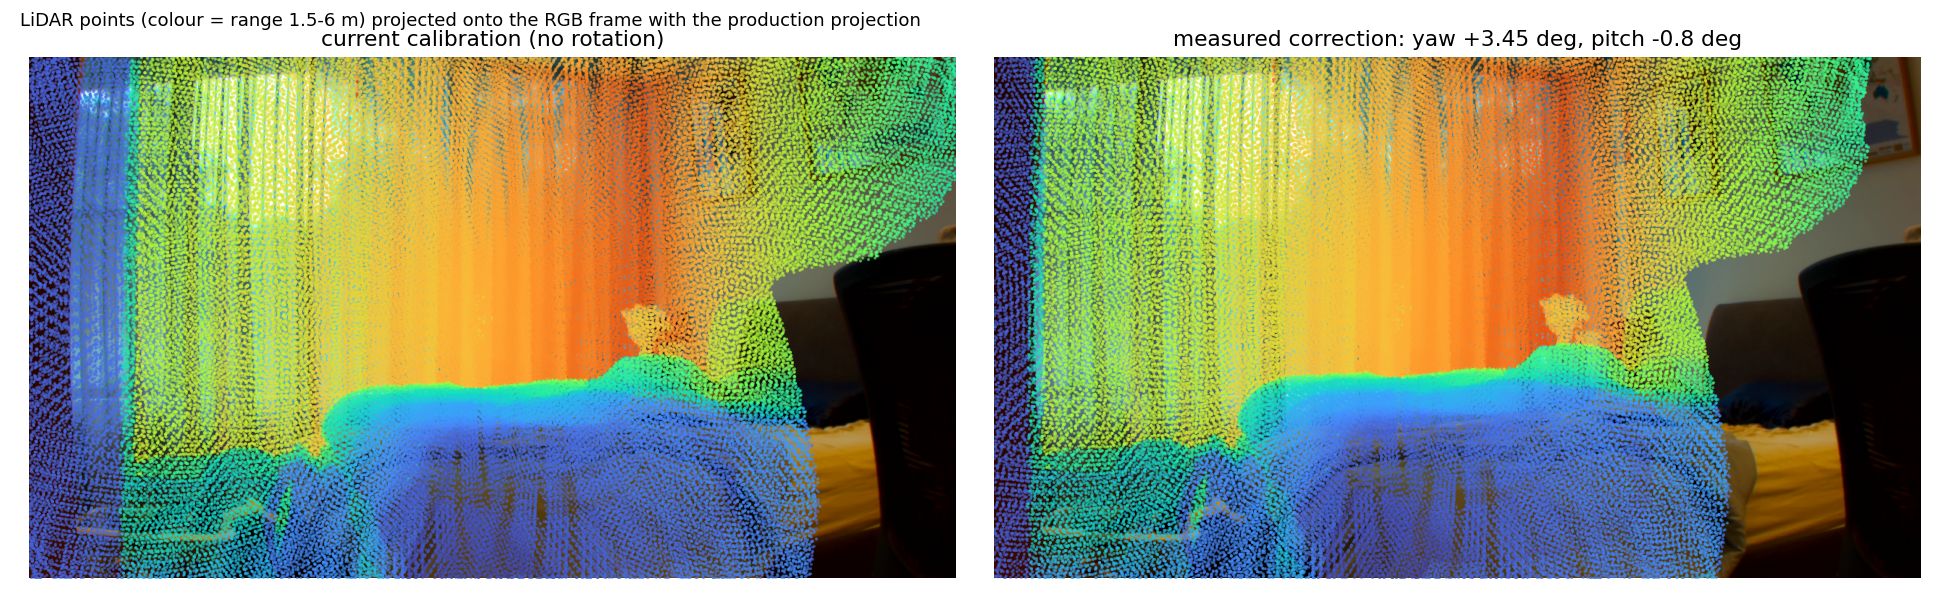 LiDAR points (colour = range 1.5-6 m) projected onto the RGB frame with the production projection
current calibration (no rotation)
measured correction: yaw +3.45 deg, pitch -0.8 deg